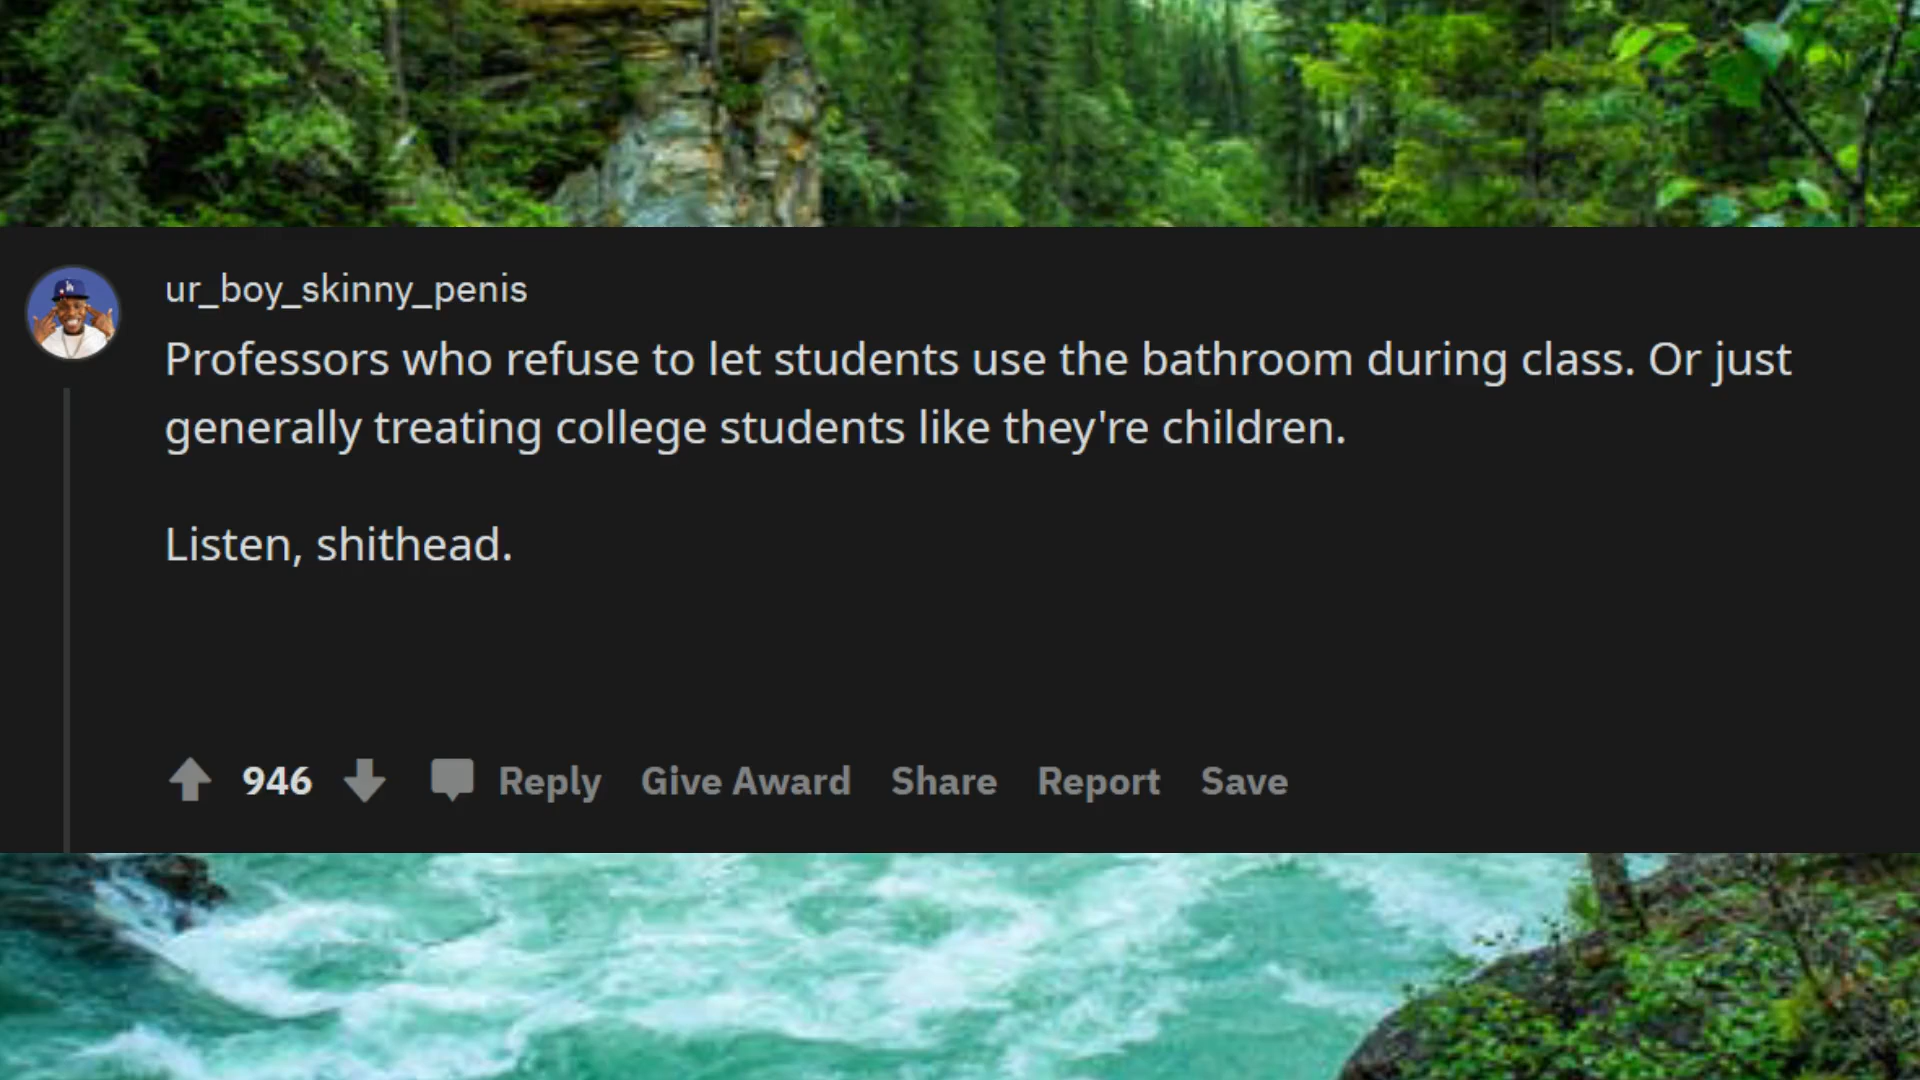 ur_boy_skinny_penis
Professors who refuse to let students use the bathroom during class. Or just
generally treating college students like they're children.
Listen, shithead.
946 Reply Give Award Share Report Save